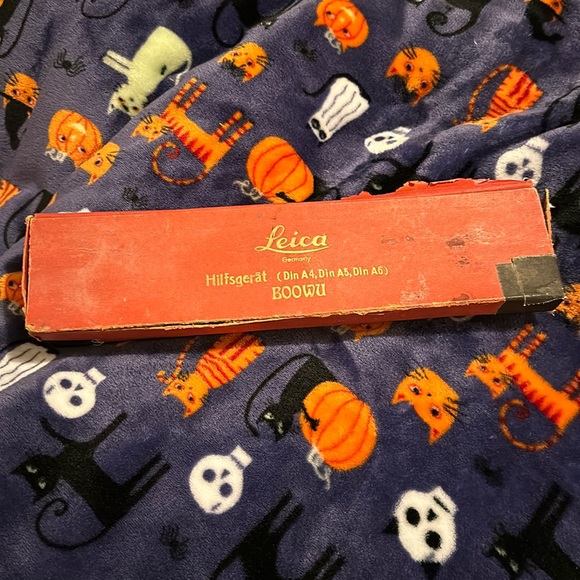 Leica
Germany
Hilfsgerät (Din A4, Din A5, Din A6)
BOOWU